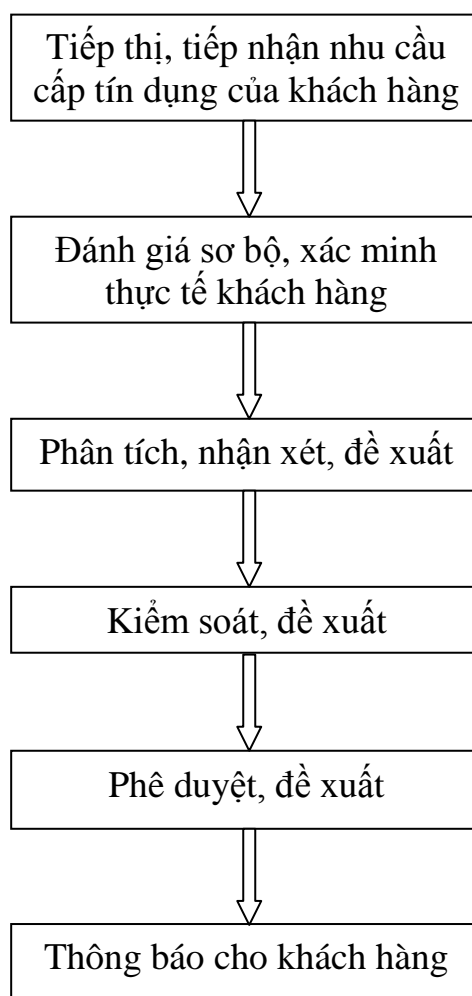 Tiếp thị, tiếp nhận nhu cầu
cấp tín dụng của khách hàng
Đánh giá sơ bộ, xác minh
thực tế khách hàng
Phân tích, nhận xét, đề xuất
Kiểm soát, đề xuất
Phê duyệt, đề xuất
Thông báo cho khách hàng